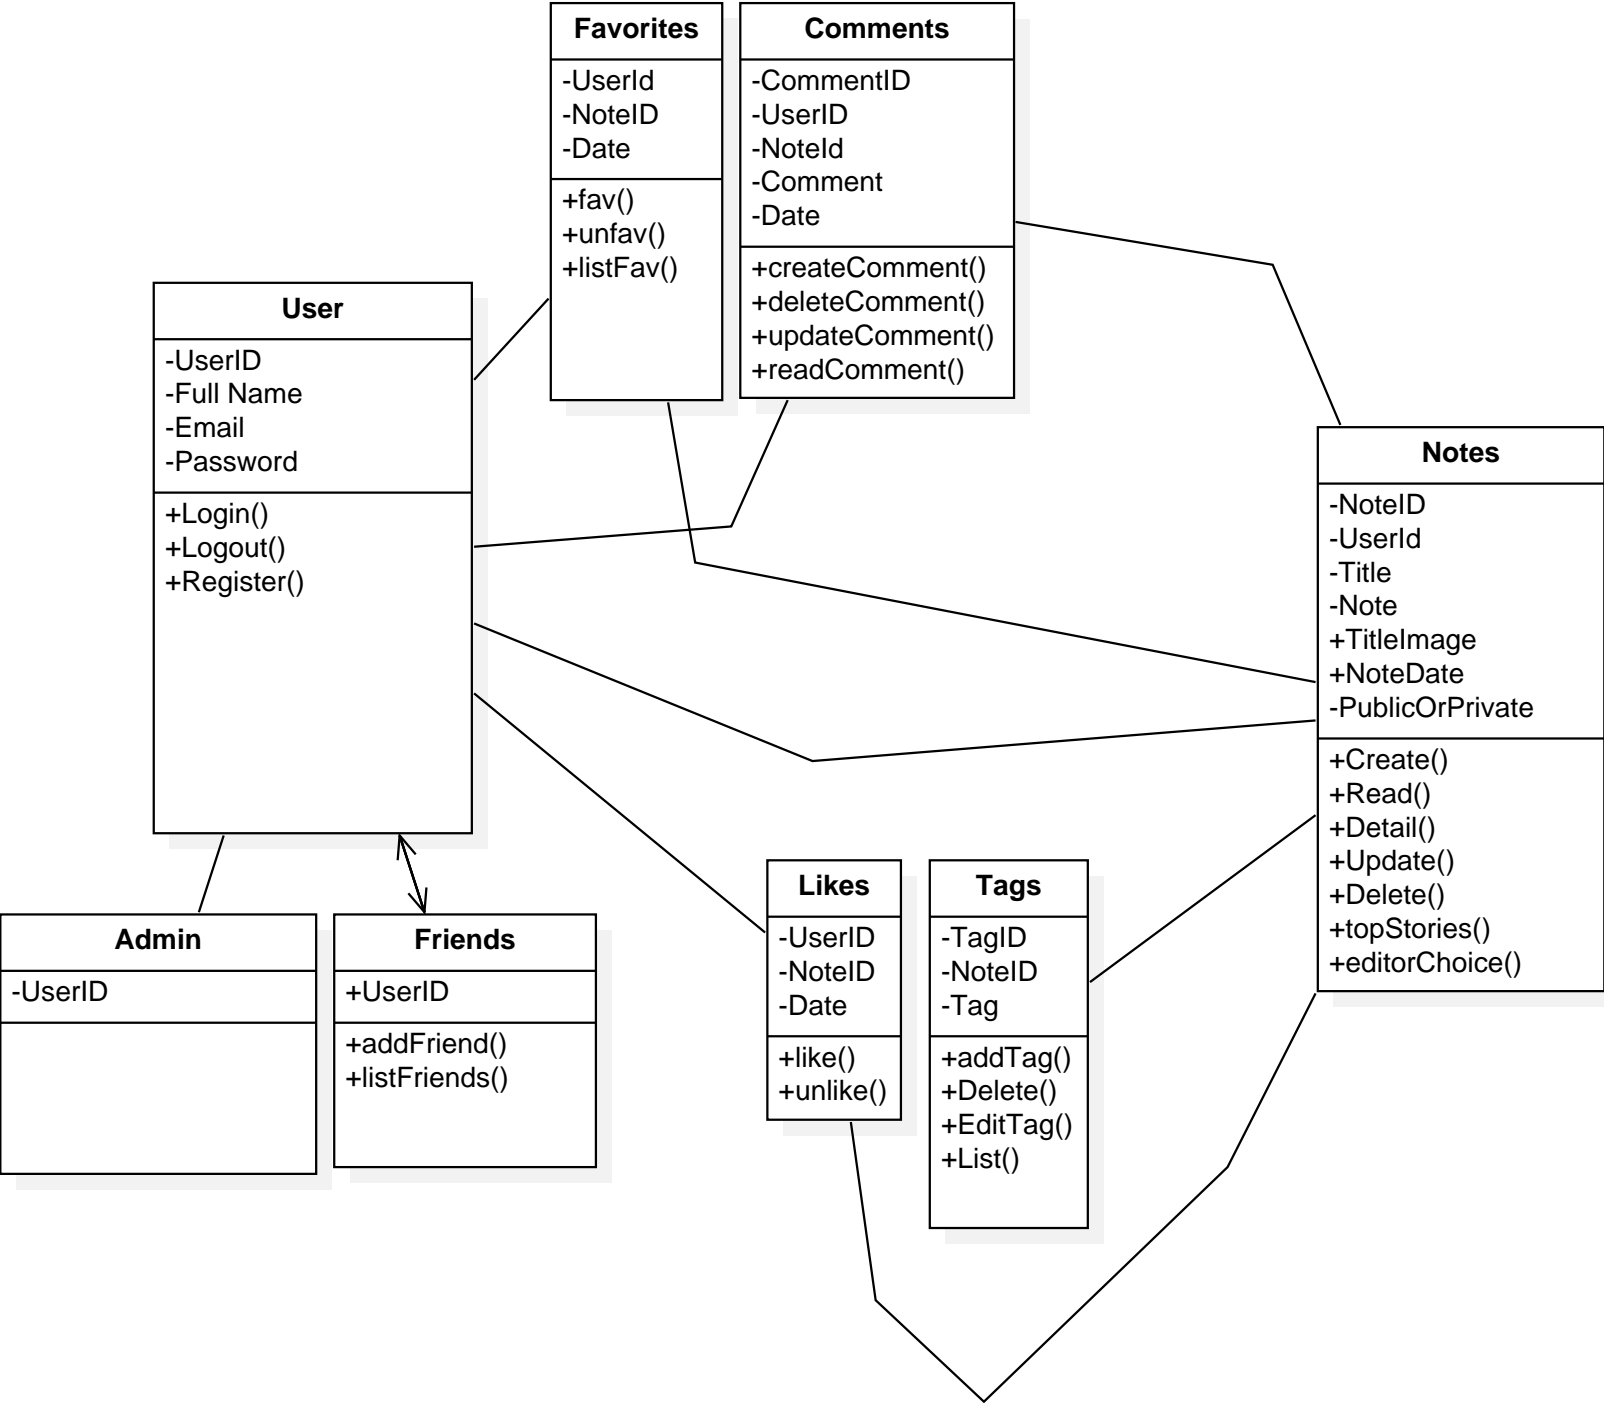 Favorites
-UserId
-NoteID
-Date
+fav()
+unfav()
+listFav()
Comments
-CommentID
-UserID
-NoteId
-Comment
-Date
+createComment()
+deleteComment()
+updateComment()
+readComment()
User
-UserID
-Full Name
-Email
-Password
+Login()
+Logout()
+Register()
Notes
-NoteID
-UserId
-Title
-Note
+TitleImage
+NoteDate
-PublicOrPrivate
+Create()
+Read()
+Detail()
+Update()
+Delete()
+topStories()
+editorChoice()
Admin
-UserID
Friends
+UserID
+addFriend()
+listFriends()
Likes
-UserID
-NoteID
-Date
+like()
+unlike()
Tags
-TagID
-NoteID
-Tag
+addTag()
+Delete()
+EditTag()
+List()